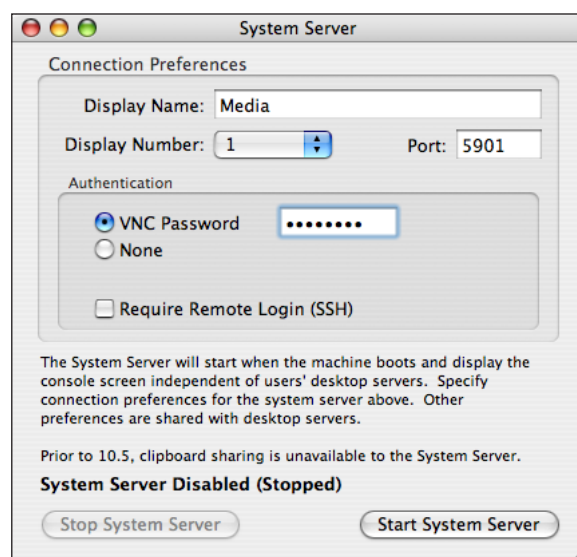 System Server
Connection Preferences
Display Name: Media
Display Number: 1 Port: 5901
Authentication
VNC Password ••••••••
None
Require Remote Login (SSH)
The System Server will start when the machine boots and display the
console screen independent of users' desktop servers. Specify
connection preferences for the system server above. Other
preferences are shared with desktop servers.
Prior to 10.5, clipboard sharing is unavailable to the System Server.
System Server Disabled (Stopped)
Stop System Server Start System Server